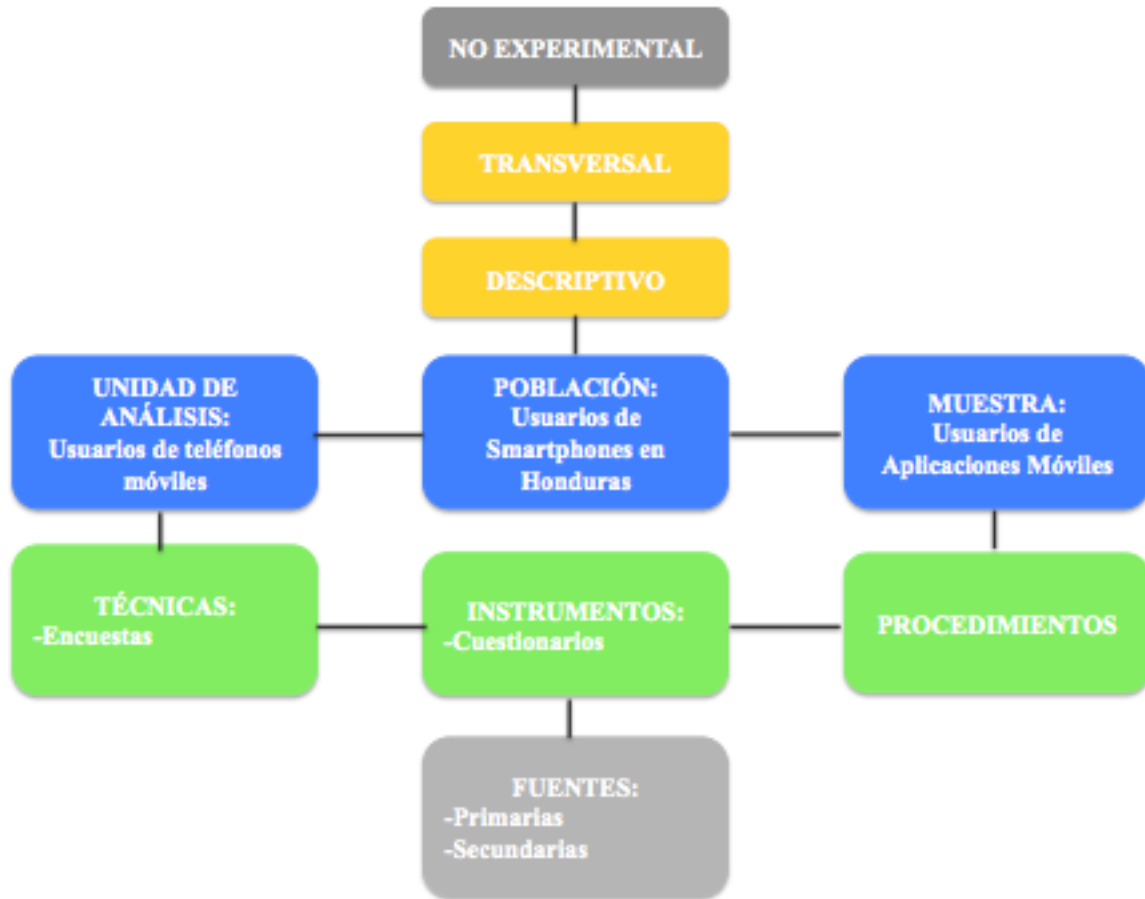 NO EXPERIMENTAL
TRANSVERSAL
DESCRIPTIVO
UNIDAD DE
ANÁLISIS:
Usuarios de teléfonos
móviles
POBLACIÓN:
Usuarios de
Smartphones en
Honduras
MUESTRA:
Usuarios de
Aplicaciones Móviles
TÉCNICAS:
-Encuestas
INSTRUMENTOS:
-Cuestionarios
PROCEDIMIENTOS
FUENTES:
-Primarias
-Secundarias